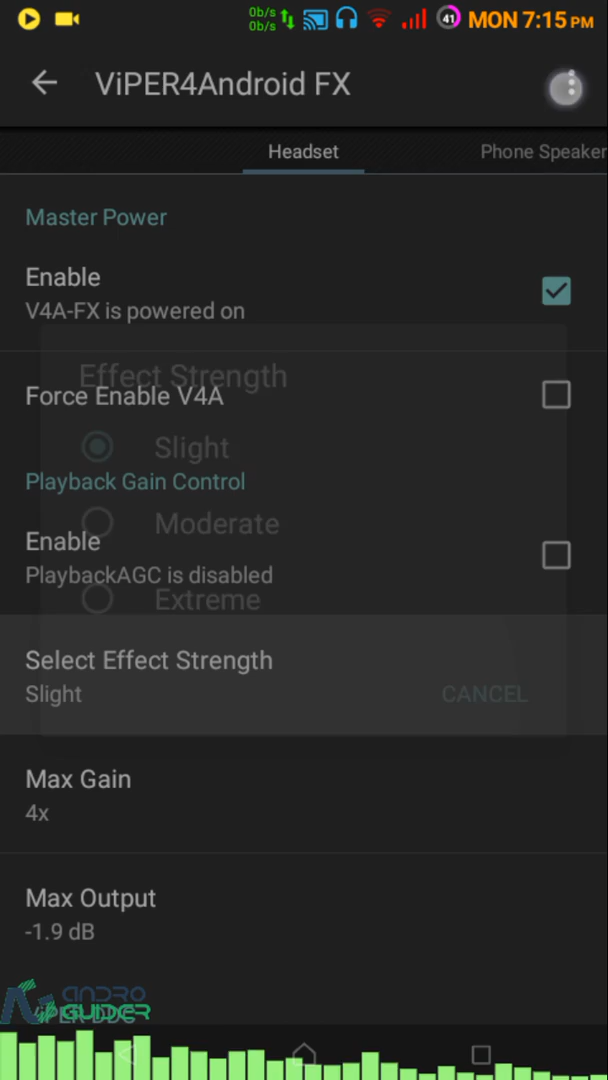 0b/s
0b/s
41
MON 7:15 PM
ViPER4Android FX
Headset
Phone Speaker
Master Power
Enable
V4A-FX is powered on
Effect Strength
Force Enable V4A
Slight
Playback Gain Control
Moderate
Enable
PlaybackAGC is disabled
Extreme
Select Effect Strength
Slight
CANCEL
Max Gain
4x
Max Output
-1.9 dB
ANDRO
GUIDER
ViPER-DDC